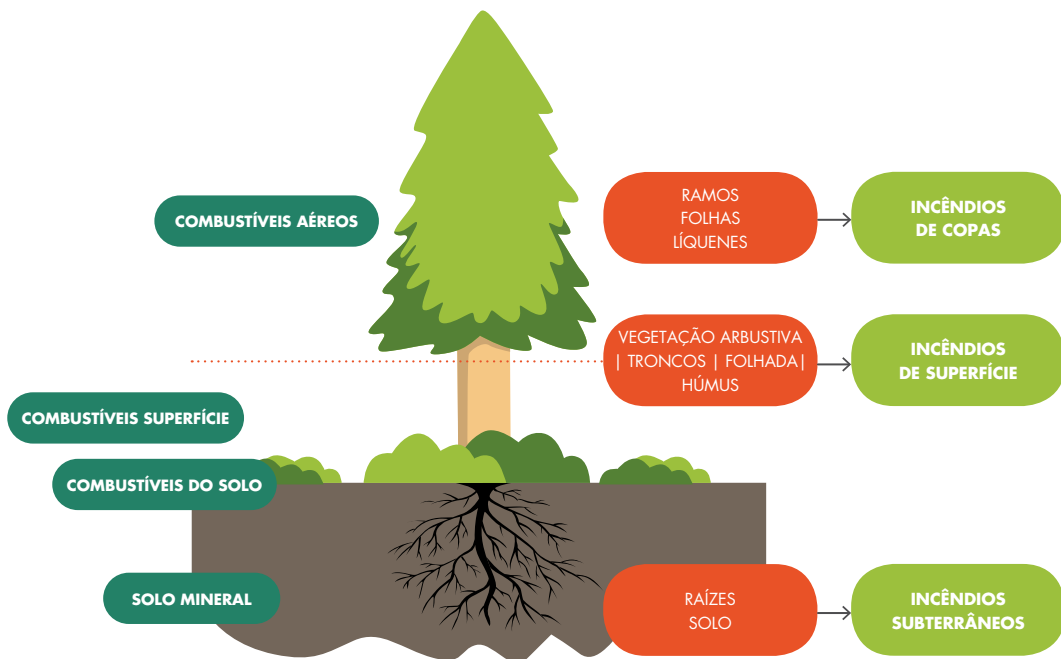 COMBUSTÍVEIS AÉREOS
RAMOS
FOLHAS
LÍQUENES
INCÊNDIOS
DE COPAS
VEGETAÇÃO ARBUSTIVA
| TRONCOS | FOLHADA|
HÚMUS
INCÊNDIOS
DE SUPERFÍCIE
COMBUSTÍVEIS SUPERFÍCIE
COMBUSTÍVEIS DO SOLO
SOLO MINERAL
RAÍZES
SOLO
INCÊNDIOS
SUBTERRÂNEOS